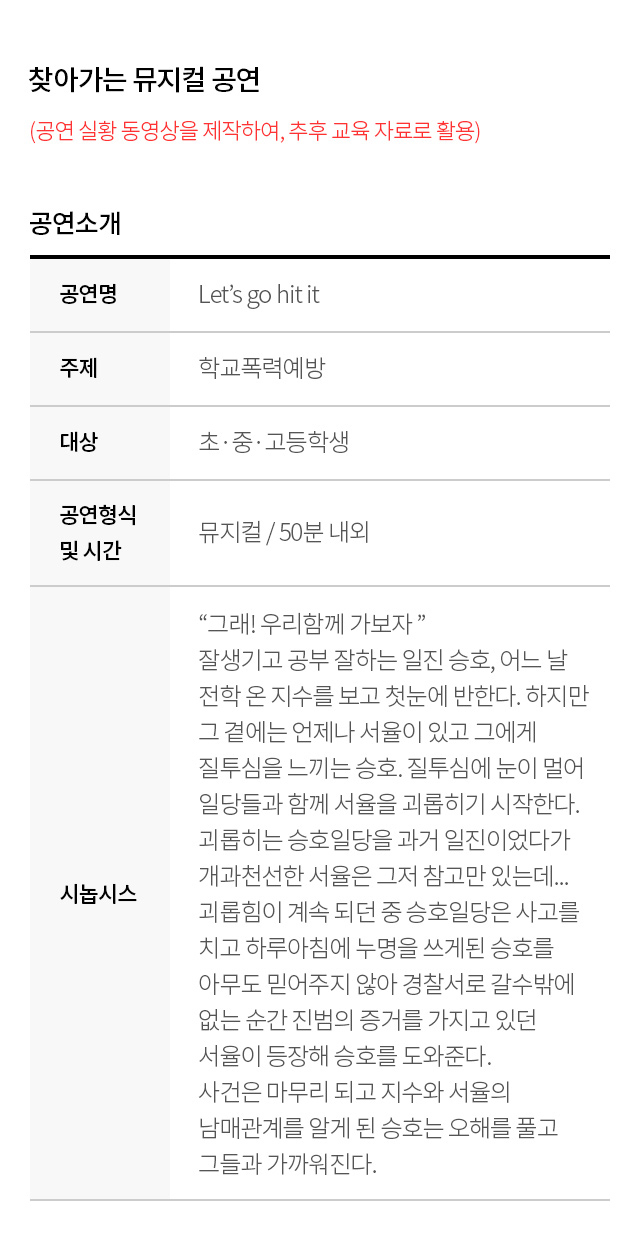 찾아가는 뮤지컬 공연
(공연 실황 동영상을 제작하여, 추후 교육 자료로 활용)
공연소개
공연명
Let's go hit it
주제
학교폭력예방
대상
초·중·고등학생
공연형식
및 시간
뮤지컬 / 50분 내외
시놉시스
“그래! 우리함께 가보자 ”
잘생기고 공부 잘하는 일진 승호, 어느 날
전학 온 지수를 보고 첫눈에 반한다. 하지만
그 곁에는 언제나 서율이 있고 그에게
질투심을 느끼는 승호. 질투심에 눈이 멀어
일당들과 함께 서율을 괴롭히기 시작한다.
괴롭히는 승호일당을 과거 일진이었다가
개과천선한 서율은 그저 참고만 있는데...
괴롭힘이 계속 되던 중 승호일당은 사고를
치고 하루아침에 누명을 쓰게된 승호를
아무도 믿어주지 않아 경찰서로 갈수밖에
없는 순간 진범의 증거를 가지고 있던
서율이 등장해 승호를 도와준다.
사건은 마무리 되고 지수와 서율의
남매관계를 알게 된 승호는 오해를 풀고
그들과 가까워진다.